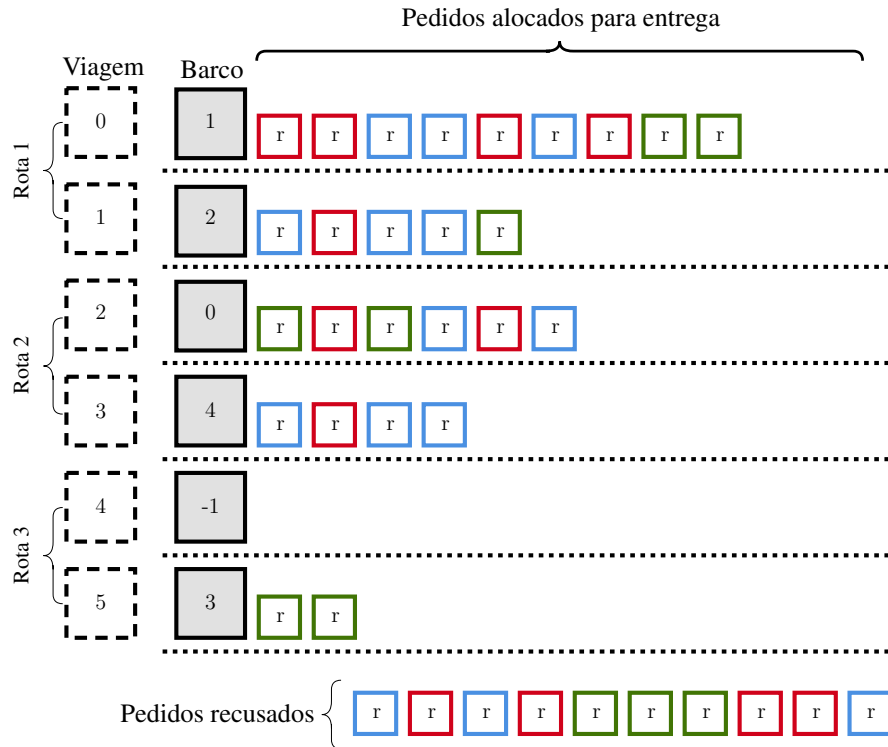 Pedidos alocados para entrega
Viagem Barco
Rota 1
0 1 r r r r r r r r r
1 2 r r r r r
Rota 2
2 0 r r r r r r
3 4 r r r r
Rota 3
4 -1
5 3 r r
Pedidos recusados r r r r r r r r r r